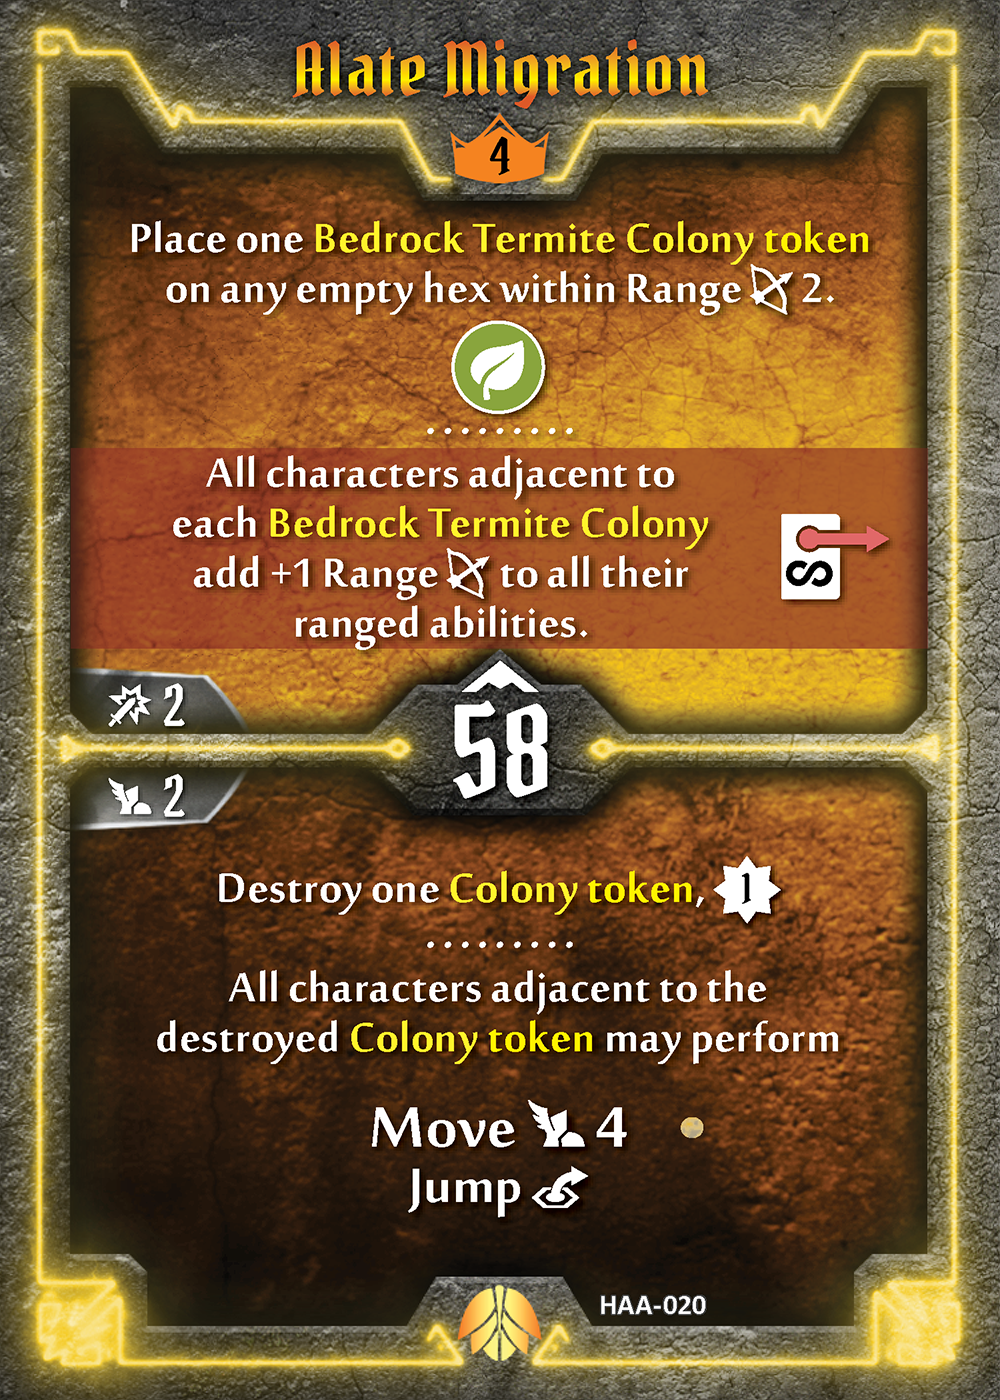 Alate Migration
4
Place one Bedrock Termite Colony token
on any empty hex within Range 2.
All characters adjacent to
each Bedrock Termite Colony
add +1 Range to all their
ranged abilities.
S
2
58
2
Destroy one Colony token, 1
All characters adjacent to the
destroyed Colony token may perform
Move 4
Jump
HAA-020